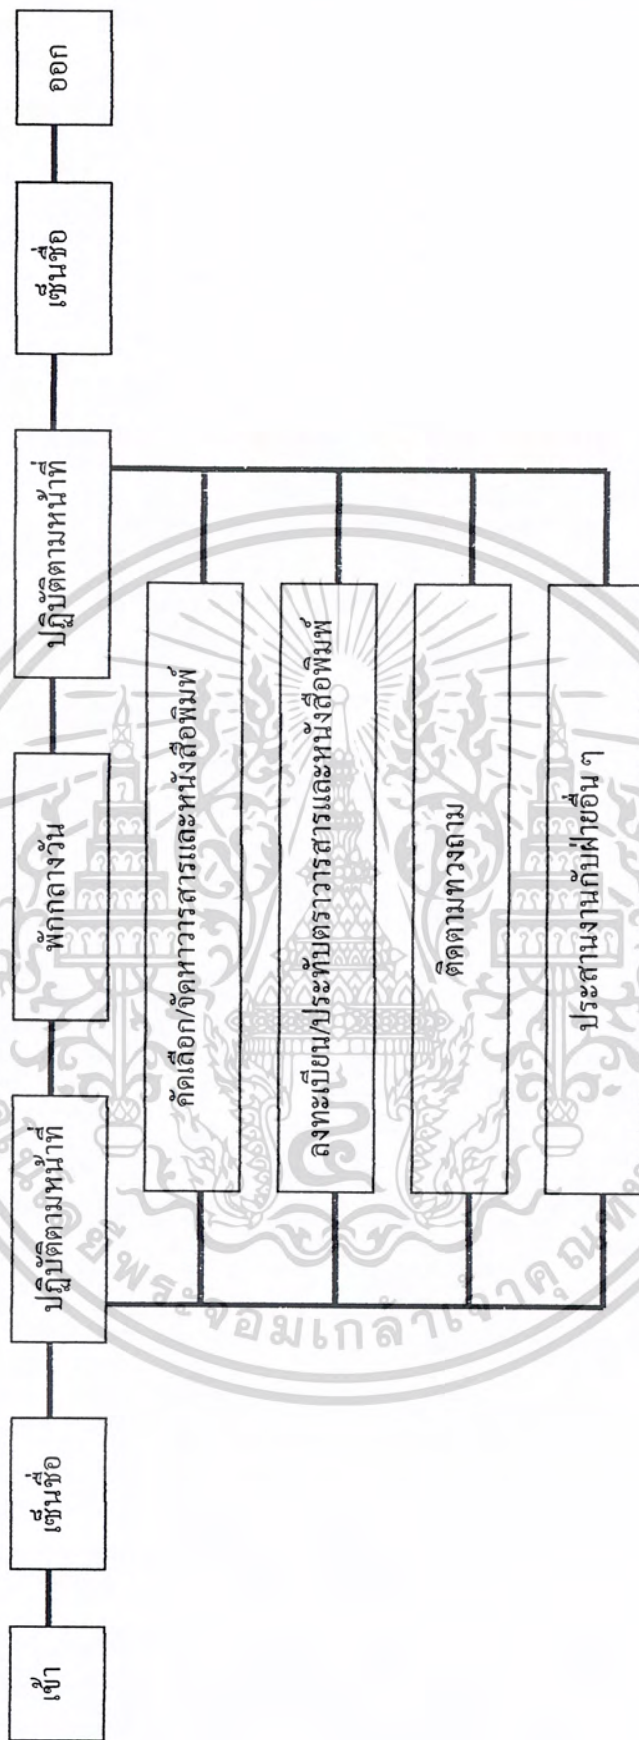 เข้า
เซ็นชื่อ
ปฏิบัติตามหน้าที่
พักกลางวัน
ปฏิบัติตามหน้าที่
เซ็นชื่อ
ออก
คัดเลือก/จัดหาวารสารและหนังสือพิมพ์
ลงทะเบียน/ประทับตราวารสารและหนังสือพิมพ์
ติดตามทวงถาม
ประสานงานกับฝ่ายอื่น ๆ